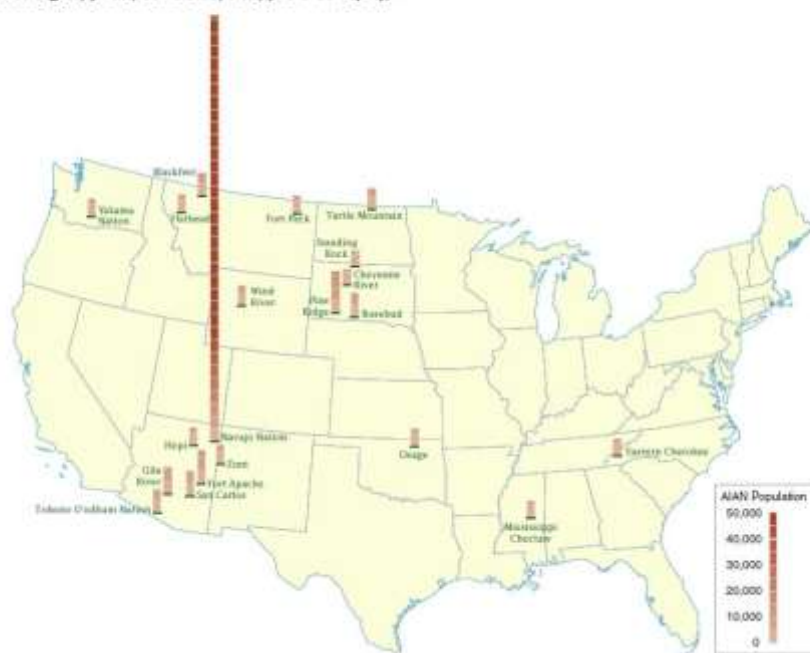 Blackfeet
Yakama
Nation
Flathead
Fort Peck
Turtle Mountain
Standing
Rock
Cheyenne
River
Wind
River
Pine
Ridge
Rosebud
Hopi
Navajo Nation
Zuni
Osage
Eastern Cherokee
Gila
River
Fort Apache
San Carlos
Tohono O'odham Nation
Mississippi
Choctaw
AIAN Population
50,000
40,000
30,000
20,000
10,000
0